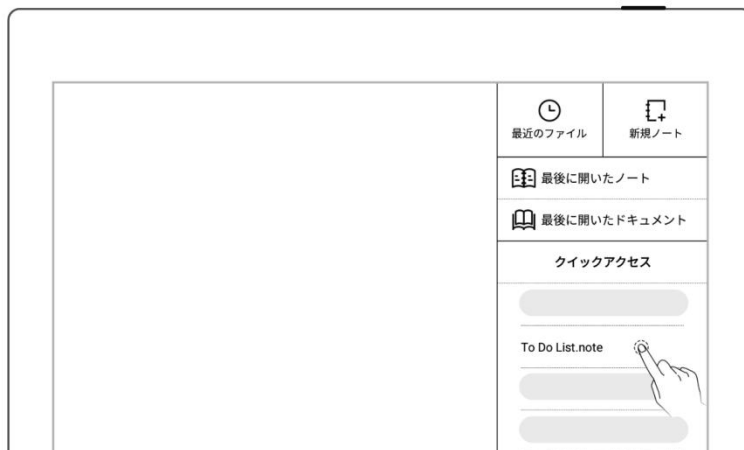 最近のファイル
新規ノート
最後に開いたノート
最後に開いたドキュメント
クイックアクセス
To Do List.note